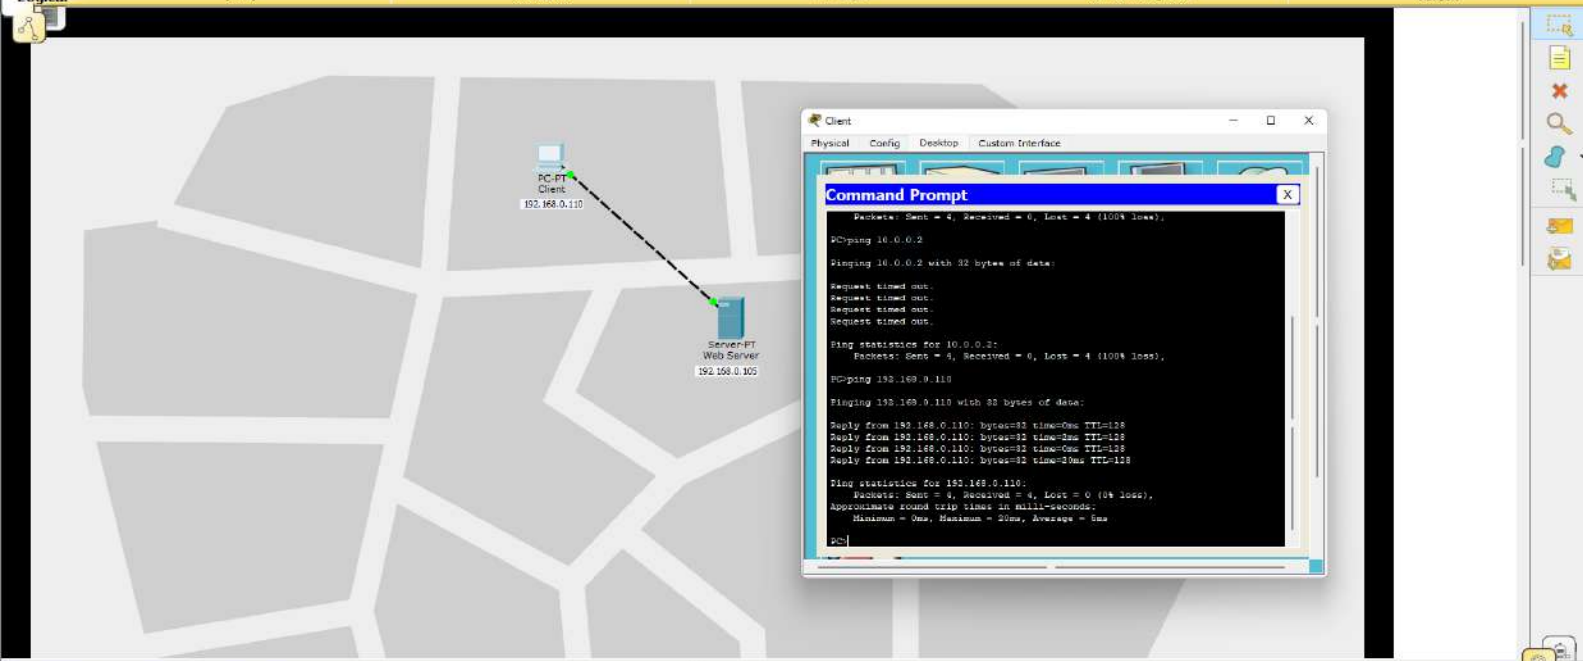 PC-PT
Client
192.168.0.110
Server-PT
Web Server
192.168.0.105
Client
Physical Config Desktop Custom Interface
Command Prompt
X
Packets: Sent = 4, Received = 0, Lost = 4 (100% loss),
PC>ping 10.0.0.2
Pinging 10.0.0.2 with 32 bytes of data:
Request timed out.
Request timed out.
Request timed out.
Request timed out.
Ping statistics for 10.0.0.2:
Packets: Sent = 4, Received = 0, Lost = 4 (100% loss),
PC>ping 192.168.0.110
Pinging 192.168.0.110 with 32 bytes of data:
Reply from 192.168.0.110: bytes=32 time=0ms TTL=128
Reply from 192.168.0.110: bytes=32 time=2ms TTL=128
Reply from 192.168.0.110: bytes=32 time=0ms TTL=128
Reply from 192.168.0.110: bytes=32 time=20ms TTL=128
Ping statistics for 192.168.0.110:
Packets: Sent = 4, Received = 4, Lost = 0 (0% loss),
Approximate round trip times in milli-seconds:
Minimum = 0ms, Maximum = 20ms, Average = 5ms
PC>